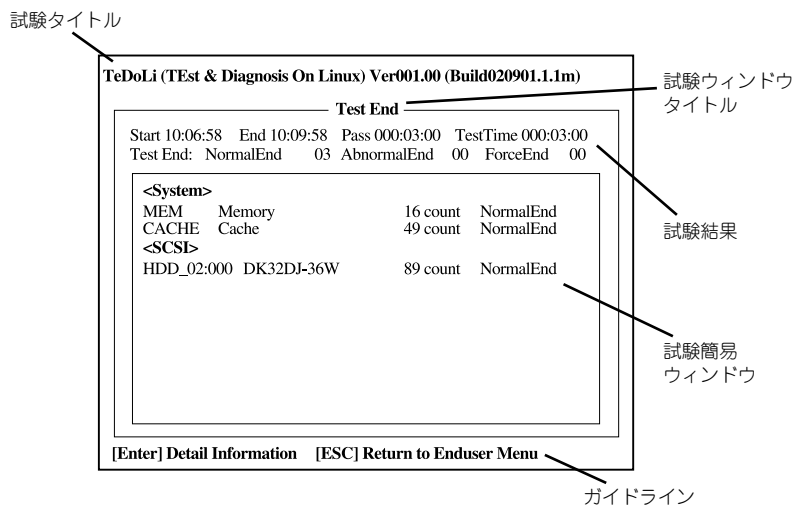 試験タイトル
TeDoLi (TEst & Diagnosis On Linux) Ver001.00 (Build020901.1.1m)
試験ウィンドウ
タイトル
Test End
Start 10:06:58 End 10:09:58 Pass 000:03:00 TestTime 000:03:00
Test End: NormalEnd 03 AbnormalEnd 00 ForceEnd 00
試験結果
<System>
MEM Memory 16 count NormalEnd
CACHE Cache 49 count NormalEnd
<SCSI>
HDD_02:000 DK32DJ-36W 89 count NormalEnd
試験簡易
ウィンドウ
[Enter] Detail Information [ESC] Return to Enduser Menu
ガイドライン